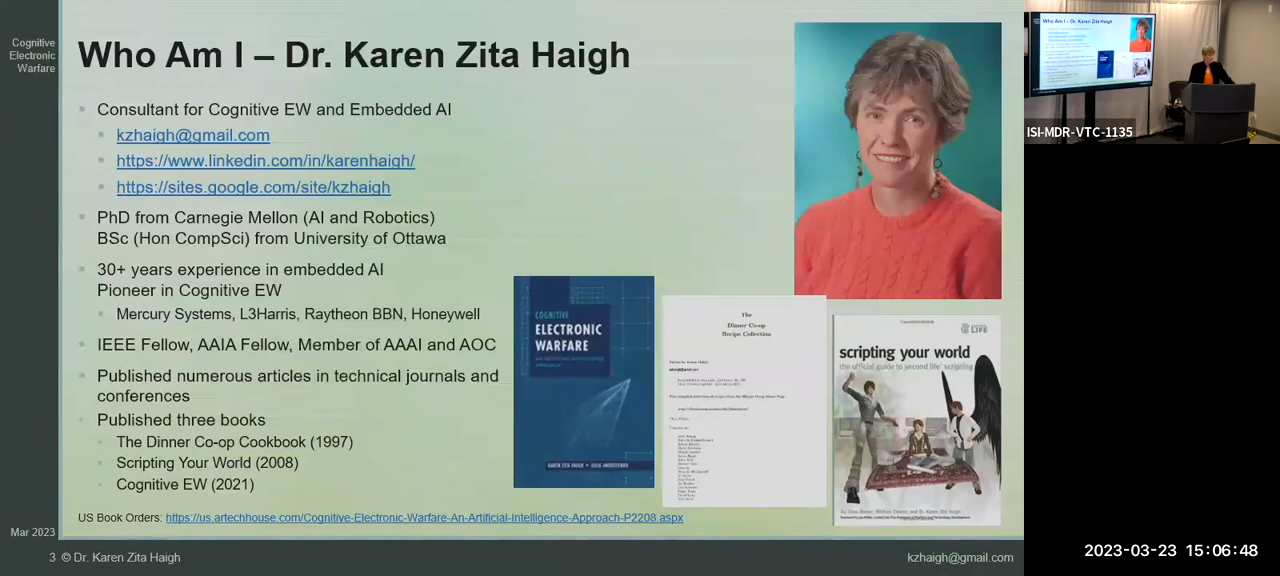 Cognitive
Electronic
Warfare
Who Am I – Dr. Karen Zita Haigh
Consultant for Cognitive EW and Embedded AI
kzhaigh@gmail.com
https://www.linkedin.com/in/karenhaigh/
https://sites.google.com/site/kzhaigh
PhD from Carnegie Mellon (AI and Robotics)
BSc (Hon CompSci) from University of Ottawa
30+ years experience in embedded AI
Pioneer in Cognitive EW
Mercury Systems, L3Harris, Raytheon BBN, Honeywell
IEEE Fellow, AAIA Fellow, Member of AAAI and AOC
Published numerous articles in technical journals and
conferences
Published three books
The Dinner Co-op Cookbook (1997)
Scripting Your World (2008)
Cognitive EW (2021)
US Book Orders: https://us.artechhouse.com/Cognitive-Electronic-Warfare-An-Artificial-Intelligence-Approach-P2208.aspx
COGNITIVE
ELECTRONIC
WARFARE
The
Dinner Co-op
Recipe Collection
LIFE
scripting your world
the official guide to second life scripting
Mar 2023
3 © Dr. Karen Zita Haigh
kzhaigh@gmail.com
Who Am I – Dr. Karen Zita Haigh
ISI-MDR-VTC-1135
2023-03-23 15:06:48